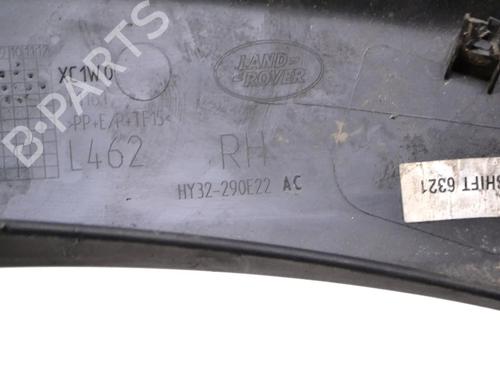 XC1W0
LAND
ROVER
>PP+E/P+TF15<
L462
RH
HY32-290E22 AC
SHIFT 6321
B-PARTS